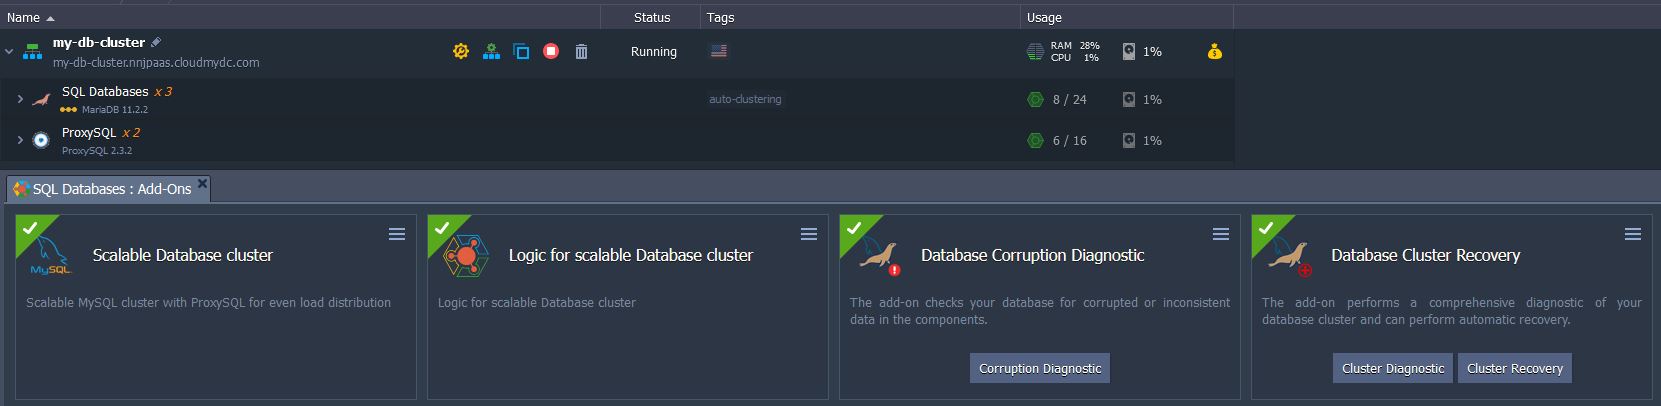 Name Status Tags Usage
my-db-cluster Running RAM 28% 1%
CPU 1%
my-db-cluster.nnjpaas.cloudmydc.com
SQL Databases x 3 auto-clustering 8 / 24 1%
MariaDB 11.2.2
ProxySQL x 2 6 / 16 1%
ProxySQL 2.3.2
SQL Databases : Add-Ons
MySQL
Scalable Database cluster
Scalable MySQL cluster with ProxySQL for even load distribution
Logic for scalable Database cluster
Logic for scalable Database cluster
Database Corruption Diagnostic
The add-on checks your database for corrupted or inconsistent
data in the components.
Corruption Diagnostic
Database Cluster Recovery
The add-on performs a comprehensive diagnostic of your
database cluster and can perform automatic recovery.
Cluster Diagnostic Cluster Recovery